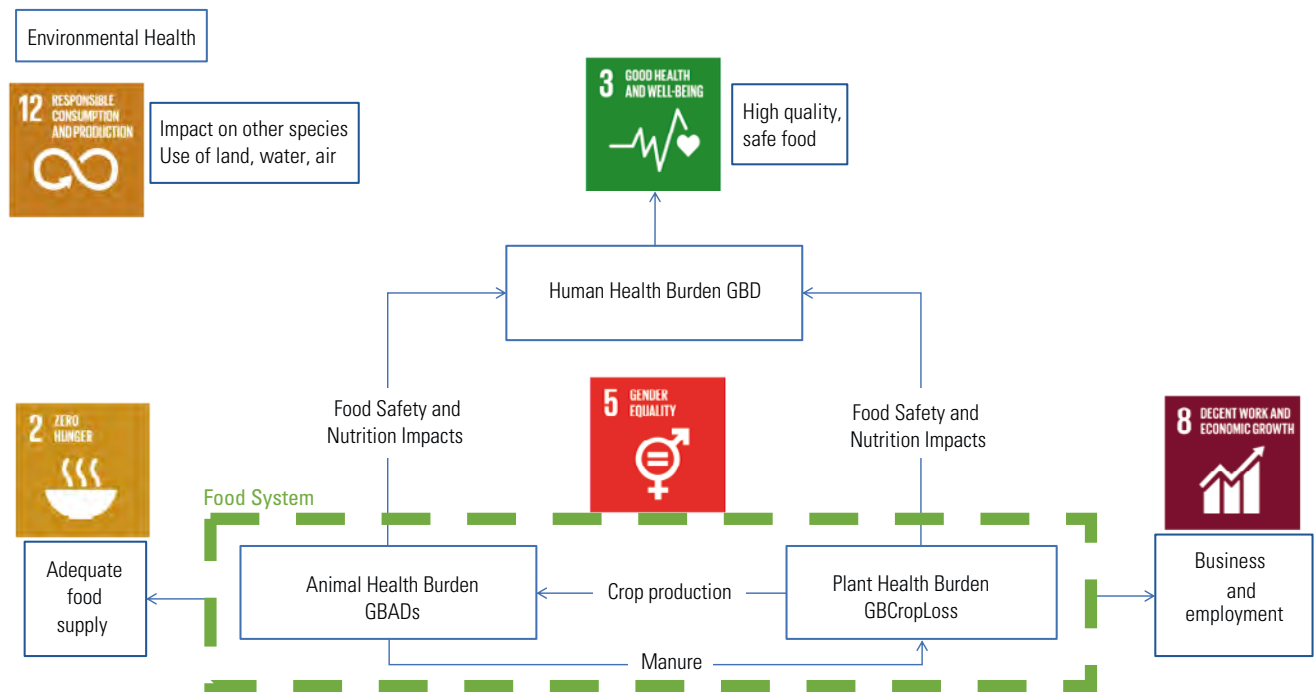 Environmental Health
12 RESPONSIBLE
CONSUMPTION
AND PRODUCTION
Impact on other species
Use of land, water, air
3 GOOD HEALTH
AND WELL-BEING
High quality,
safe food
Human Health Burden GBD
Food Safety and
Nutrition Impacts
5 GENDER
EQUALITY
Food Safety and
Nutrition Impacts
2 ZERO
HUNGER
8 DECENT WORK AND
ECONOMIC GROWTH
Food System
Adequate
food
supply
Animal Health Burden
GBADs
Crop production
Plant Health Burden
GBCropLoss
Manure
Business
and
employment